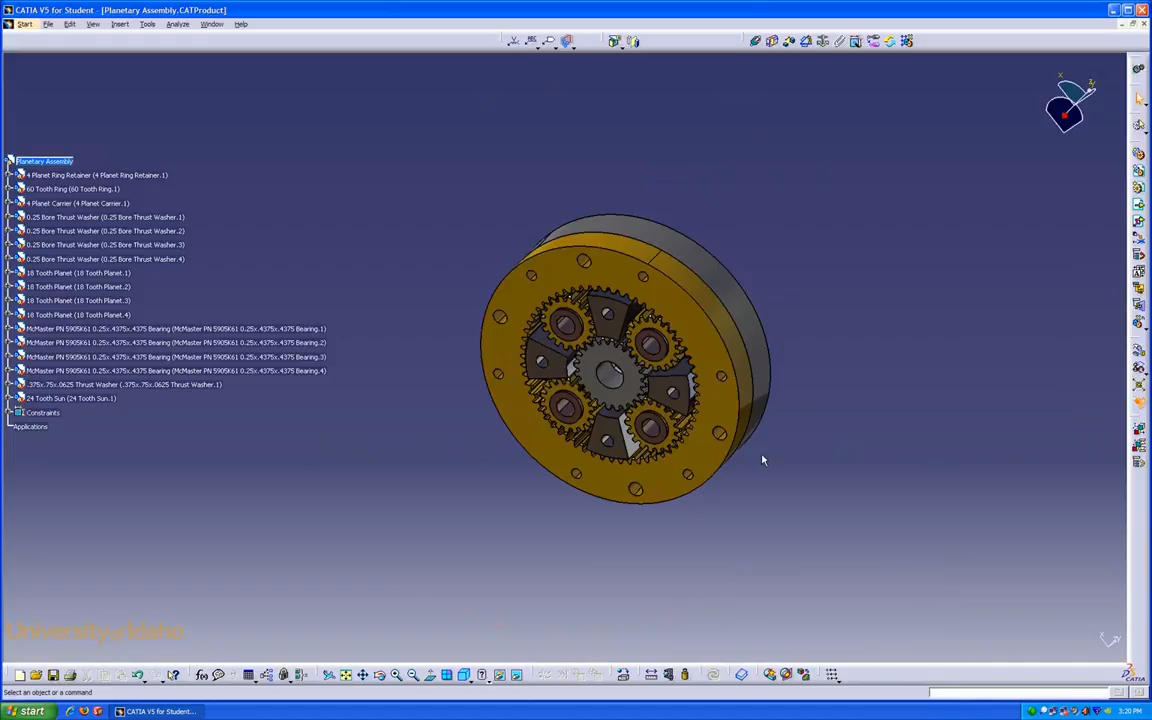 CATIA V5 for Student - [Planetary Assembly.CATProduct]
Start File Edit View Insert Tools Analyze Window Help
Planetary Assembly
4 Planet Ring Retainer (4 Planet Ring Retainer.1)
60 Tooth Ring (60 Tooth Ring.1)
4 Planet Carrier (4 Planet Carrier.1)
0.25 Bore Thrust Washer (0.25 Bore Thrust Washer.1)
0.25 Bore Thrust Washer (0.25 Bore Thrust Washer.2)
0.25 Bore Thrust Washer (0.25 Bore Thrust Washer.3)
0.25 Bore Thrust Washer (0.25 Bore Thrust Washer.4)
18 Tooth Planet (18 Tooth Planet.1)
18 Tooth Planet (18 Tooth Planet.2)
18 Tooth Planet (18 Tooth Planet.3)
18 Tooth Planet (18 Tooth Planet.4)
McMaster PN 5905K61 0.25x.4375x.4375 Bearing (McMaster PN 5905K61 0.25x.4375x.4375 Bearing.1)
McMaster PN 5905K61 0.25x.4375x.4375 Bearing (McMaster PN 5905K61 0.25x.4375x.4375 Bearing.2)
McMaster PN 5905K61 0.25x.4375x.4375 Bearing (McMaster PN 5905K61 0.25x.4375x.4375 Bearing.3)
McMaster PN 5905K61 0.25x.4375x.4375 Bearing (McMaster PN 5905K61 0.25x.4375x.4375 Bearing.4)
.375x.75x.0625 Thrust Washer (.375x.75x.0625 Thrust Washer.1)
24 Tooth Sun (24 Tooth Sun.1)
Constraints
Applications
University of Idaho
f(x)
CATIA
Select an object or a command
start
CATIA V5 for Student...
3:20 PM